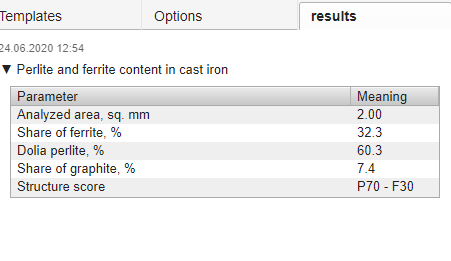 Templates Options results
24.06.2020 12:54
▼ Perlite and ferrite content in cast iron
Parameter Meaning
Analyzed area, sq. mm 2.00
Share of ferrite, % 32.3
Dolia perlite, % 60.3
Share of graphite, % 7.4
Structure score P70 - F30